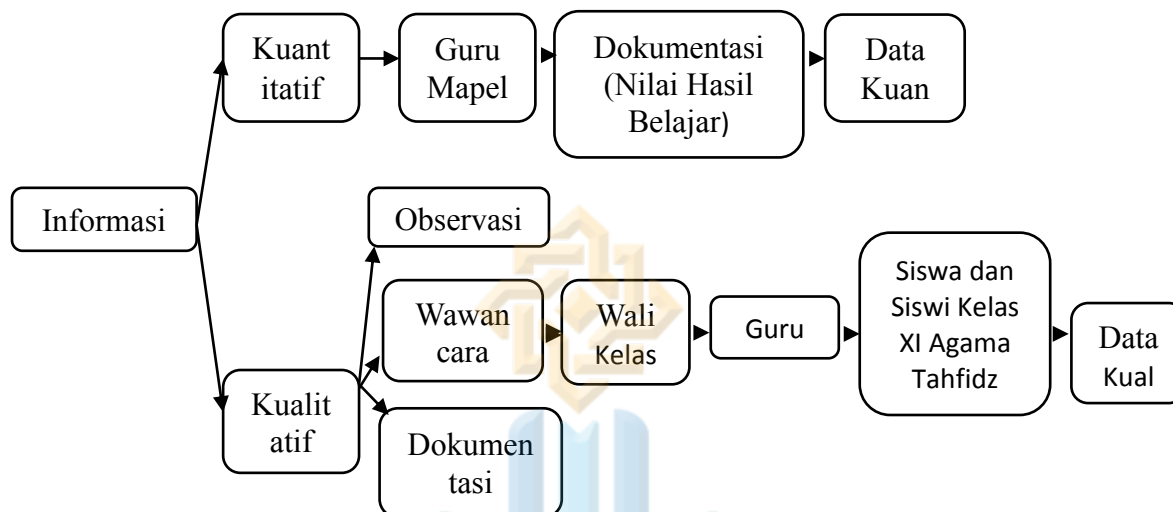 Kuant
itatif
Guru
Mapel
Dokumentasi
(Nilai Hasil
Belajar)
Data
Kuan
Informasi
Observasi
Wawan
cara
Wali
Kelas
Guru
Siswa dan
Siswi Kelas
XI Agama
Tahfidz
Data
Kual
Kualit
atif
Dokumen
tasi